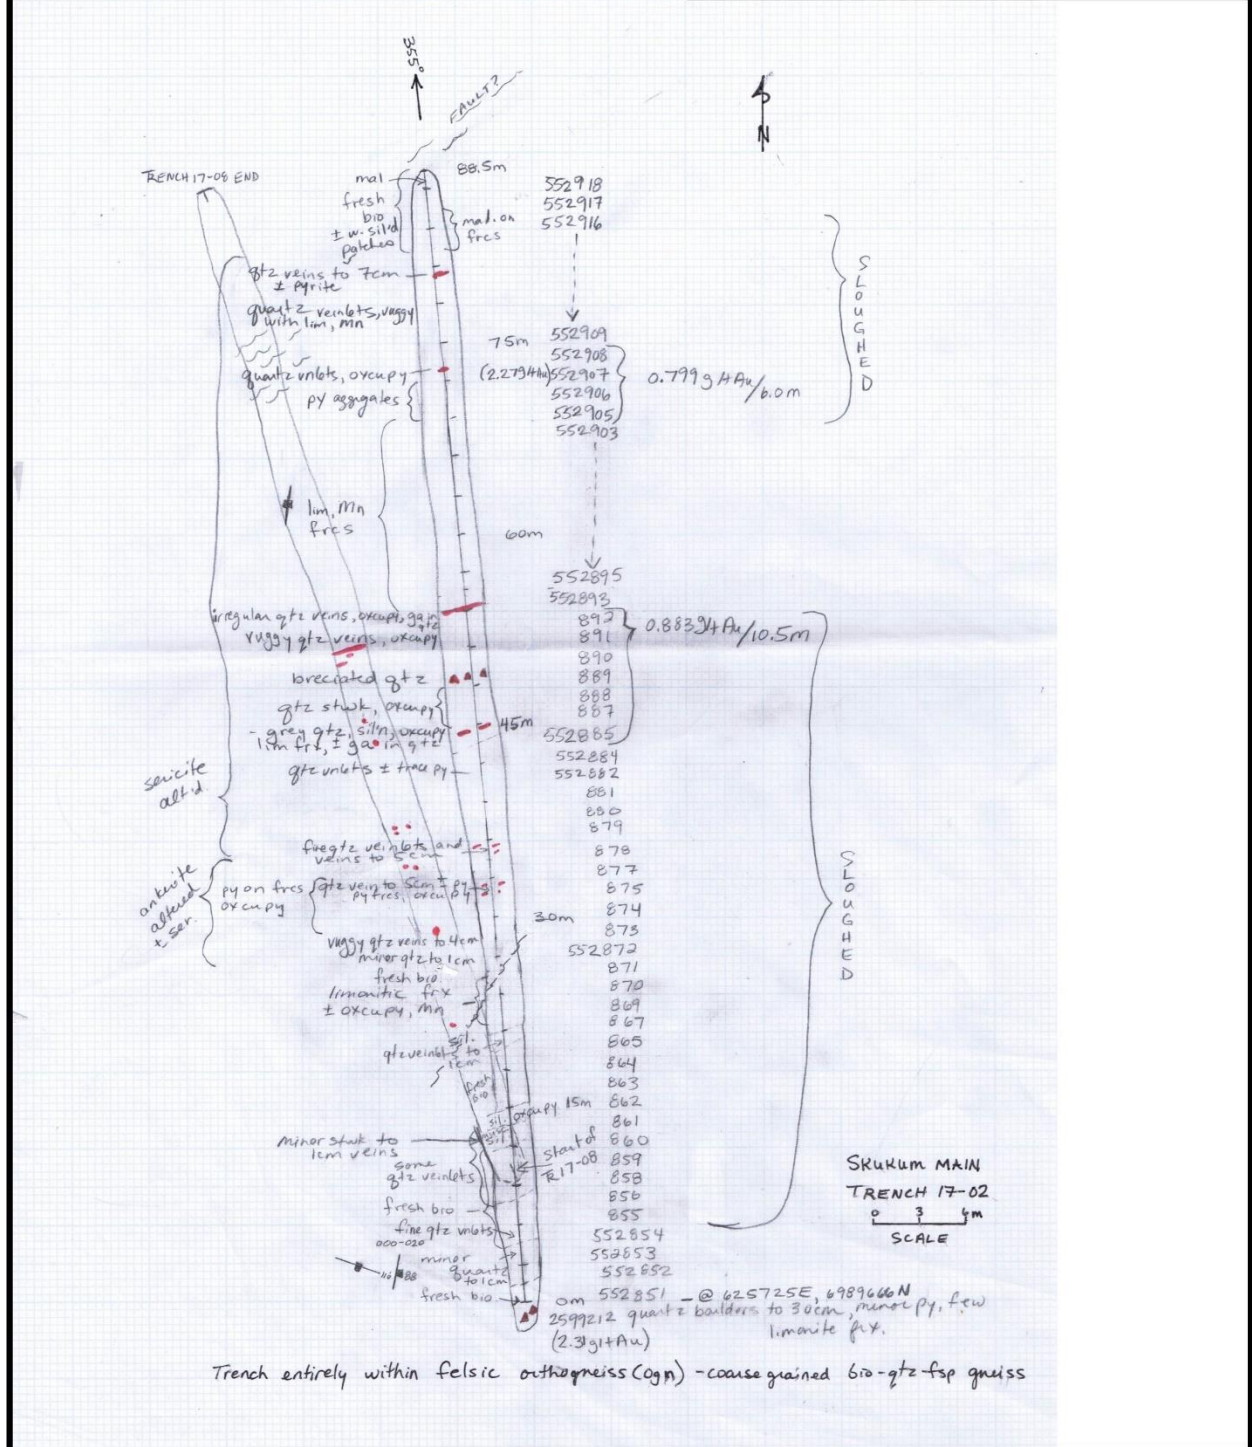 355°
FAULT?
N
TRENCH 17-08 END
88.5m
mal
fresh
bio
± w. sil'd
patches
mal. on
frcs
552918
552917
552916
SLOUGHED
qtz veins to 7cm
± pyrite
quartz veinlets, vuggy
with lim, Mn
75m
552909
552908
quartz vnlets, oxcupy
(2.27g/t Au) 552907
0.799 g/t Au/6.0m
py aggregates
552906
552905
552903
lim, Mn
frcs
60m
552895
552893
irregular qtz veins, oxcupy, ga in
qtz
892
0.883 g/t Au/10.5m
vuggy qtz veins, oxcupy
891
890
brecciated qtz
889
888
qtz stwk, oxcupy
887
45m
- grey qtz, sil'n, oxcupy
552885
lim frx, ± ga in qtz
552884
qtz vnlets ± trace py
552882
881
sericite
alt'd.
880
879
fine qtz veinlets and
veins to 5cm
878
877
ankerite
altered
± ser.
py on frcs
oxcupy
qtz vein to 5cm ± py
py frcs, oxcupy
875
874
30m
873
vuggy qtz veins to 4cm
552872
minor qtz to 1cm
871
fresh bio.
870
limonitic frx
± oxcupy, Mn
869
867
sil.
865
qtz veinlets to
1cm
864
fresh
bio
863
oxcupy 15m
862
sil.
861
minor stwk to
1cm veins
860
Start of
TR17-08
859
some
qtz veinlets
858
856
fresh bio
855
SLOUGHED
fine qtz vnlets
552854
000-020
minor
quartz
to 1cm
552853
552852
88
fresh bio
0m 552851 - @ 625725E, 6989666N
2599212 quartz boulders to 30cm, minor py, few
limonite frx.
(2.31g/t Au)
SKUKUM MAIN
TRENCH 17-02
0 3 6m
SCALE
Trench entirely within felsic orthogneiss (ogn) - coarse grained bio-qtz-fsp gneiss